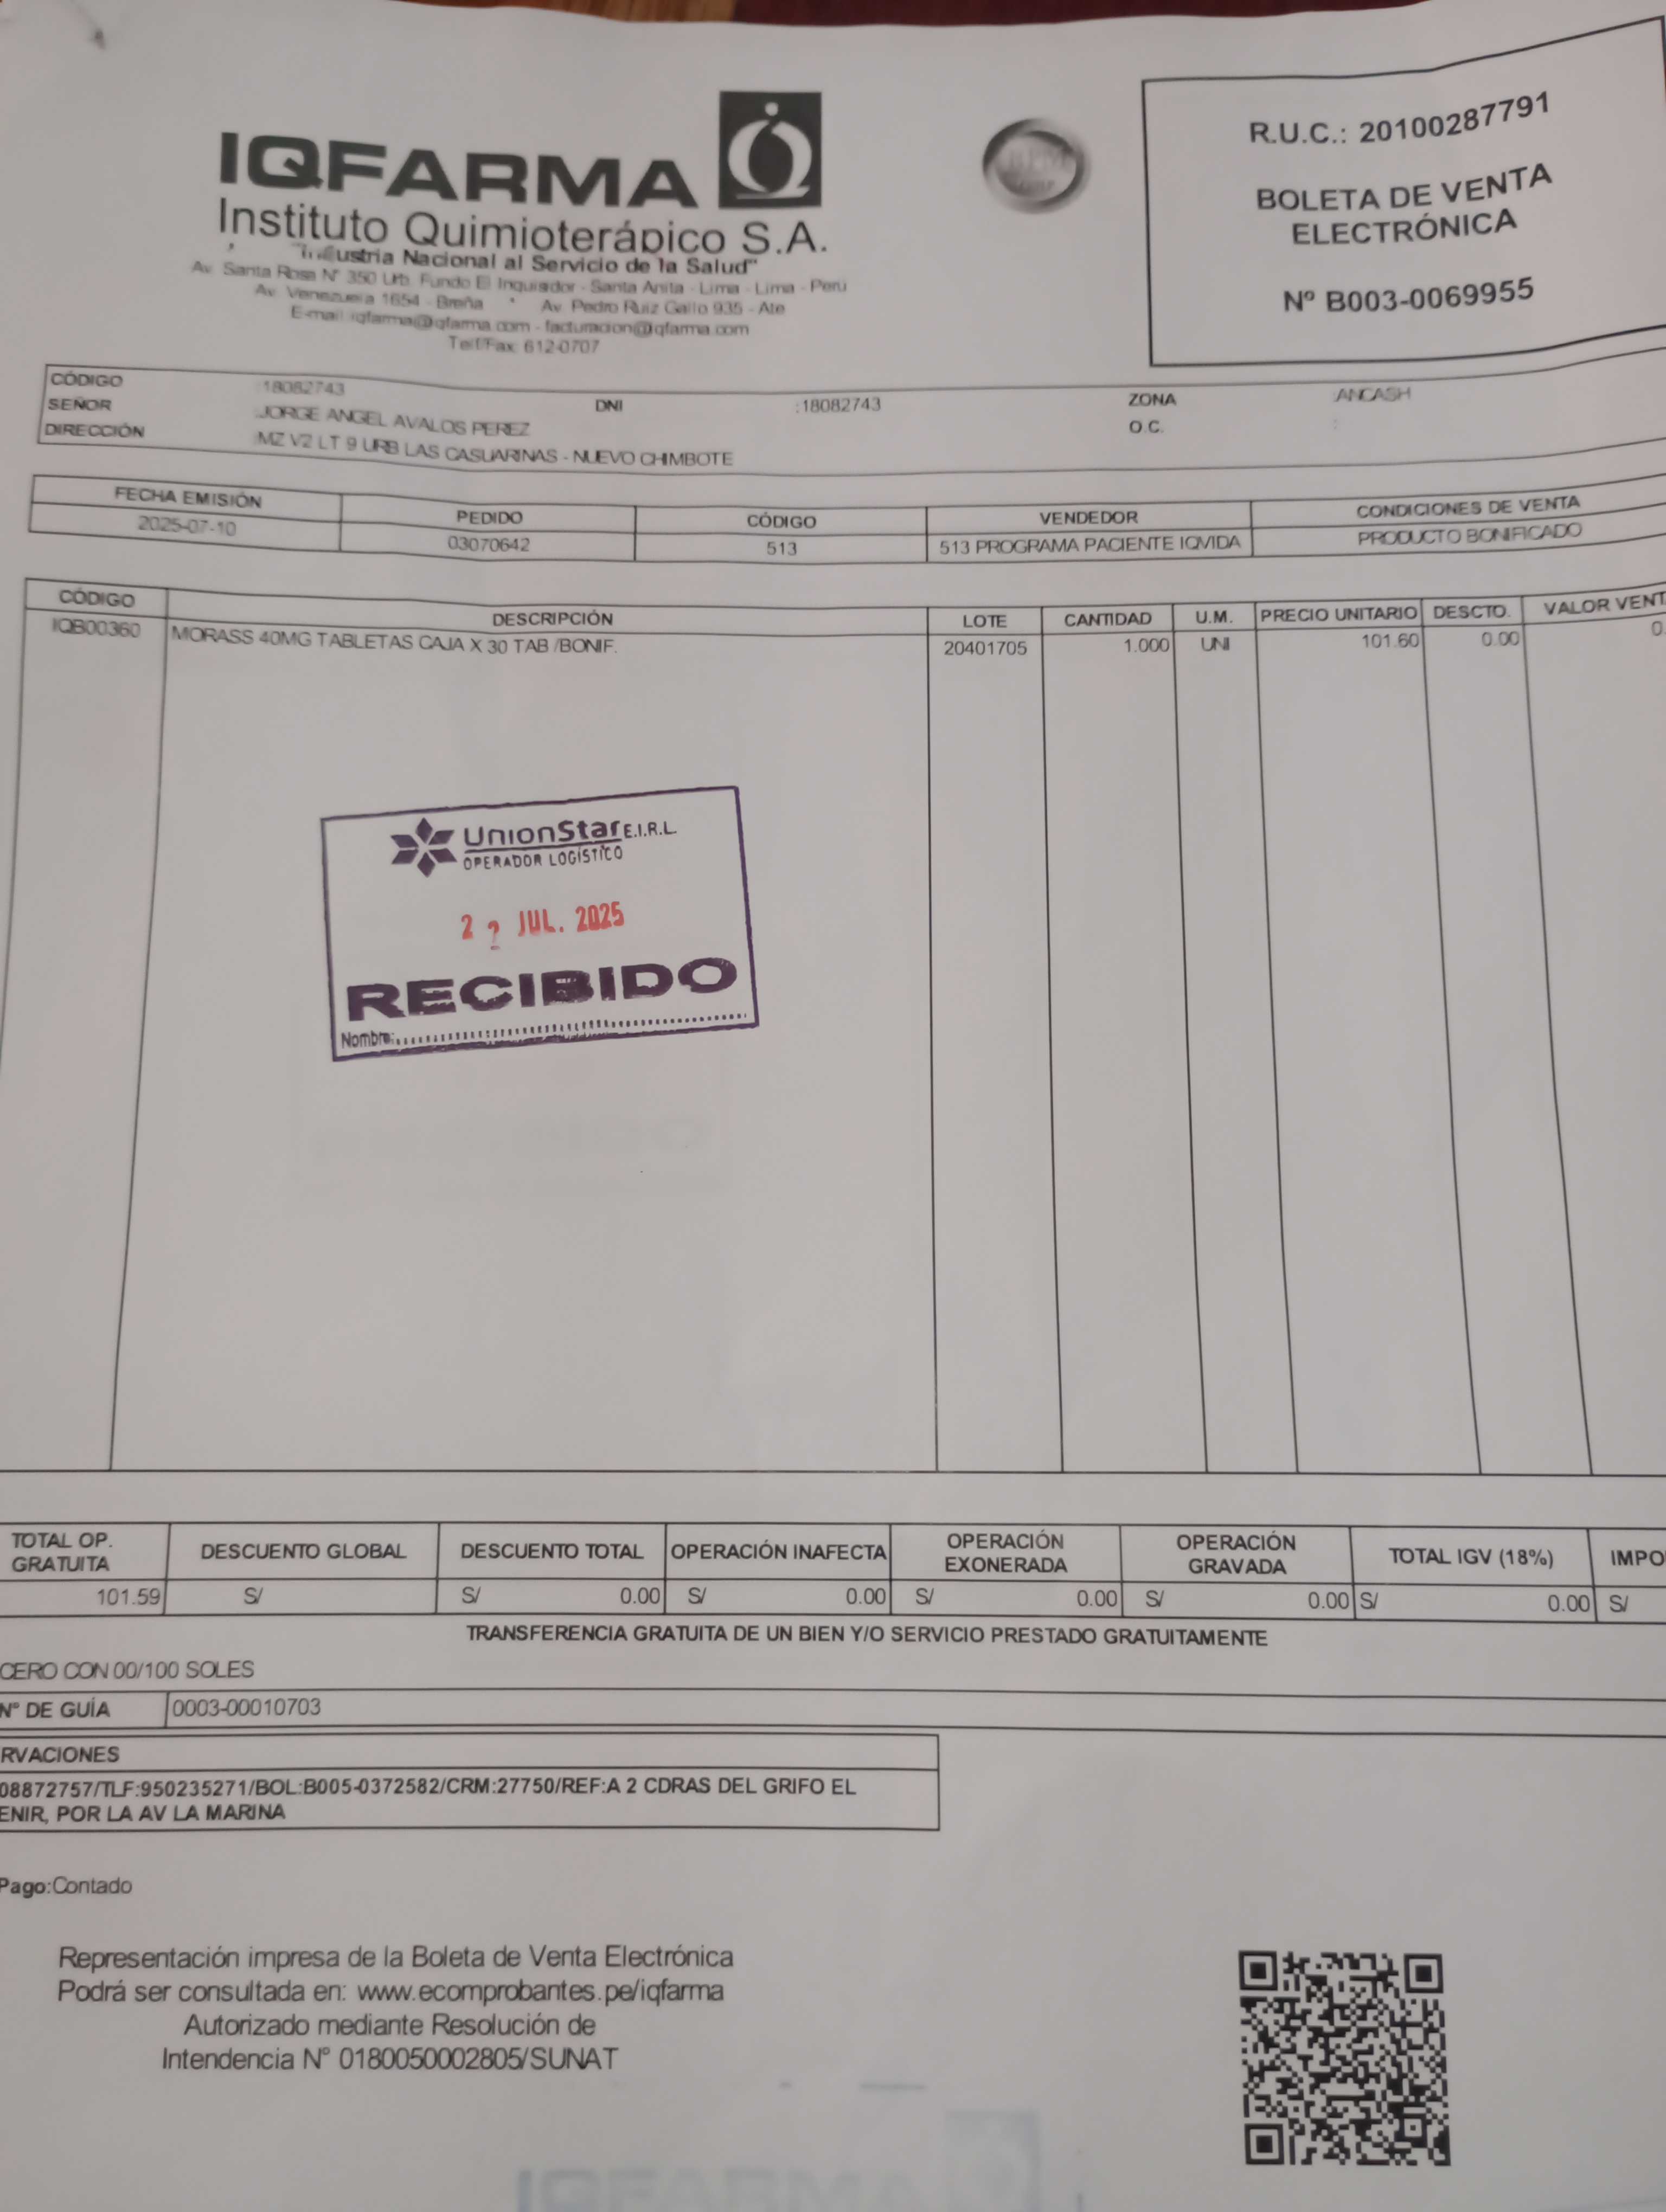 IQFARMA
Instituto Quimioterápico S.A.
"Industria Nacional al Servicio de la Salud"
Av. Santa Rosa N° 350 Urb. Fundo El Inquisidor - Santa Anita - Lima - Lima - Perú
Av. Venezuela 1654 - Breña * Av. Pedro Ruiz Gallo 935 - Ate
E-mail: iqfarma@iqfarma.com - facturacion@iqfarma.com
Telf/Fax: 612-0707
BPM
R.U.C.: 20100287791
BOLETA DE VENTA
ELECTRÓNICA
Nº B003-0069955
CÓDIGO :18082743 DNI :18082743 ZONA :ANCASH
SEÑOR :JORGE ANGEL AVALOS PEREZ O.C. :
DIRECCIÓN :MZ V2 LT 9 URB LAS CASUARINAS - NUEVO CHIMBOTE
FECHA EMISIÓN PEDIDO CÓDIGO VENDEDOR CONDICIONES DE VENTA
2025-07-10 03070642 513 513 PROGRAMA PACIENTE IQVIDA PRODUCTO BONIFICADO
CÓDIGO DESCRIPCIÓN LOTE CANTIDAD U.M. PRECIO UNITARIO DESCTO. VALOR VENT
IQB00360 MORASS 40MG TABLETAS CAJA X 30 TAB /BONIF. 20401705 1.000 UNI 101.60 0.00 0.
UnionStar E.I.R.L.
OPERADOR LOGÍSTICO
22 JUL. 2025
RECIBIDO
Nombre:
TOTAL OP. GRATUITA DESCUENTO GLOBAL DESCUENTO TOTAL OPERACIÓN INAFECTA OPERACIÓN EXONERADA OPERACIÓN GRAVADA TOTAL IGV (18%) IMPO
101.59 S/ S/ 0.00 S/ 0.00 S/ 0.00 S/ 0.00 S/ 0.00 S/
TRANSFERENCIA GRATUITA DE UN BIEN Y/O SERVICIO PRESTADO GRATUITAMENTE
CERO CON 00/100 SOLES
N° DE GUÍA 0003-00010703
RVACIONES
08872757/TLF:950235271/BOL:B005-0372582/CRM:27750/REF:A 2 CDRAS DEL GRIFO EL
ENIR, POR LA AV LA MARINA
Pago:Contado
Representación impresa de la Boleta de Venta Electrónica
Podrá ser consultada en: www.ecomprobantes.pe/iqfarma
Autorizado mediante Resolución de
Intendencia N° 0180050002805/SUNAT
IQFARMA